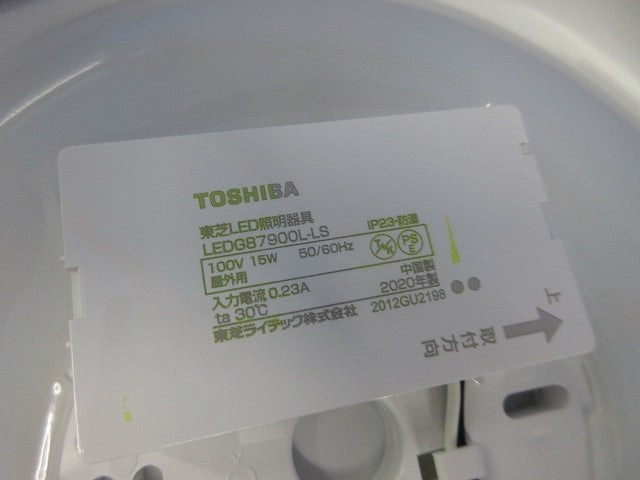 TOSHIBA
東芝LED照明器具
LEDG87900L-LS IP23・防湿
100V 15W 50/60Hz
屋外用
入力電流 0.23A 中国製
ta 30℃ 2020年製
東芝ライテック株式会社 2012GU2198
上
取付方向